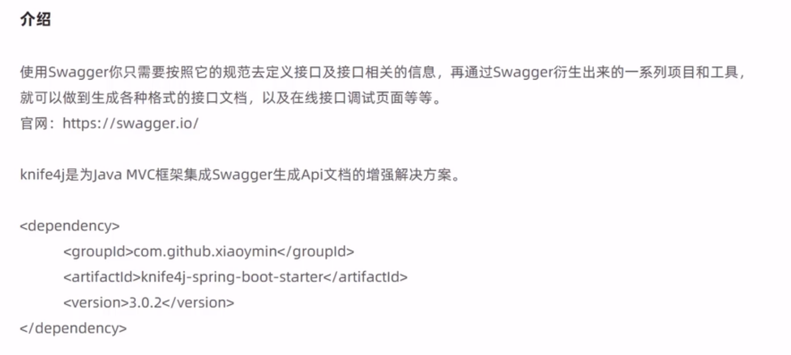 介绍
使用Swagger你只需要按照它的规范去定义接口及接口相关的信息，再通过Swagger衍生出来的一系列项目和工具，
就可以做到生成各种格式的接口文档，以及在线接口调试页面等等。
官网：https://swagger.io/
knife4j是为Java MVC框架集成Swagger生成Api文档的增强解决方案。
<dependency>
<groupId>com.github.xiaoymin</groupId>
<artifactId>knife4j-spring-boot-starter</artifactId>
<version>3.0.2</version>
</dependency>